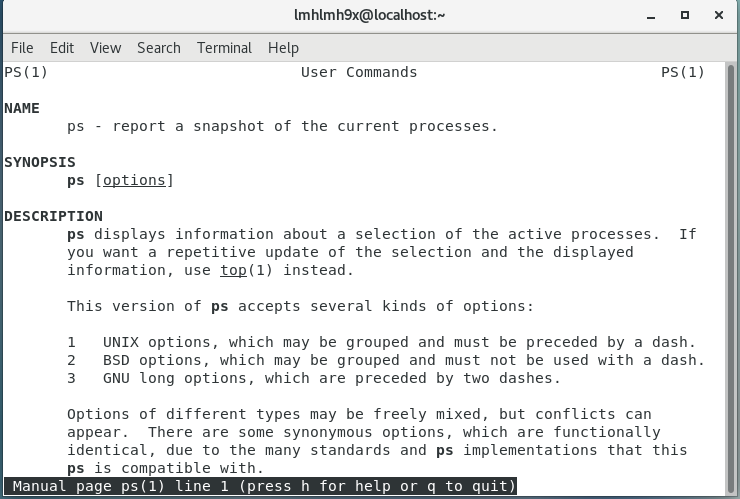 lmhlmh9x@localhost:~
File Edit View Search Terminal Help
PS(1) User Commands PS(1)
NAME
ps - report a snapshot of the current processes.
SYNOPSIS
ps [options]
DESCRIPTION
ps displays information about a selection of the active processes.  If
you want a repetitive update of the selection and the displayed
information, use top(1) instead.
This version of ps accepts several kinds of options:
1   UNIX options, which may be grouped and must be preceded by a dash.
2   BSD options, which may be grouped and must not be used with a dash.
3   GNU long options, which are preceded by two dashes.
Options of different types may be freely mixed, but conflicts can
appear.  There are some synonymous options, which are functionally
identical, due to the many standards and ps implementations that this
ps is compatible with.
Manual page ps(1) line 1 (press h for help or q to quit)